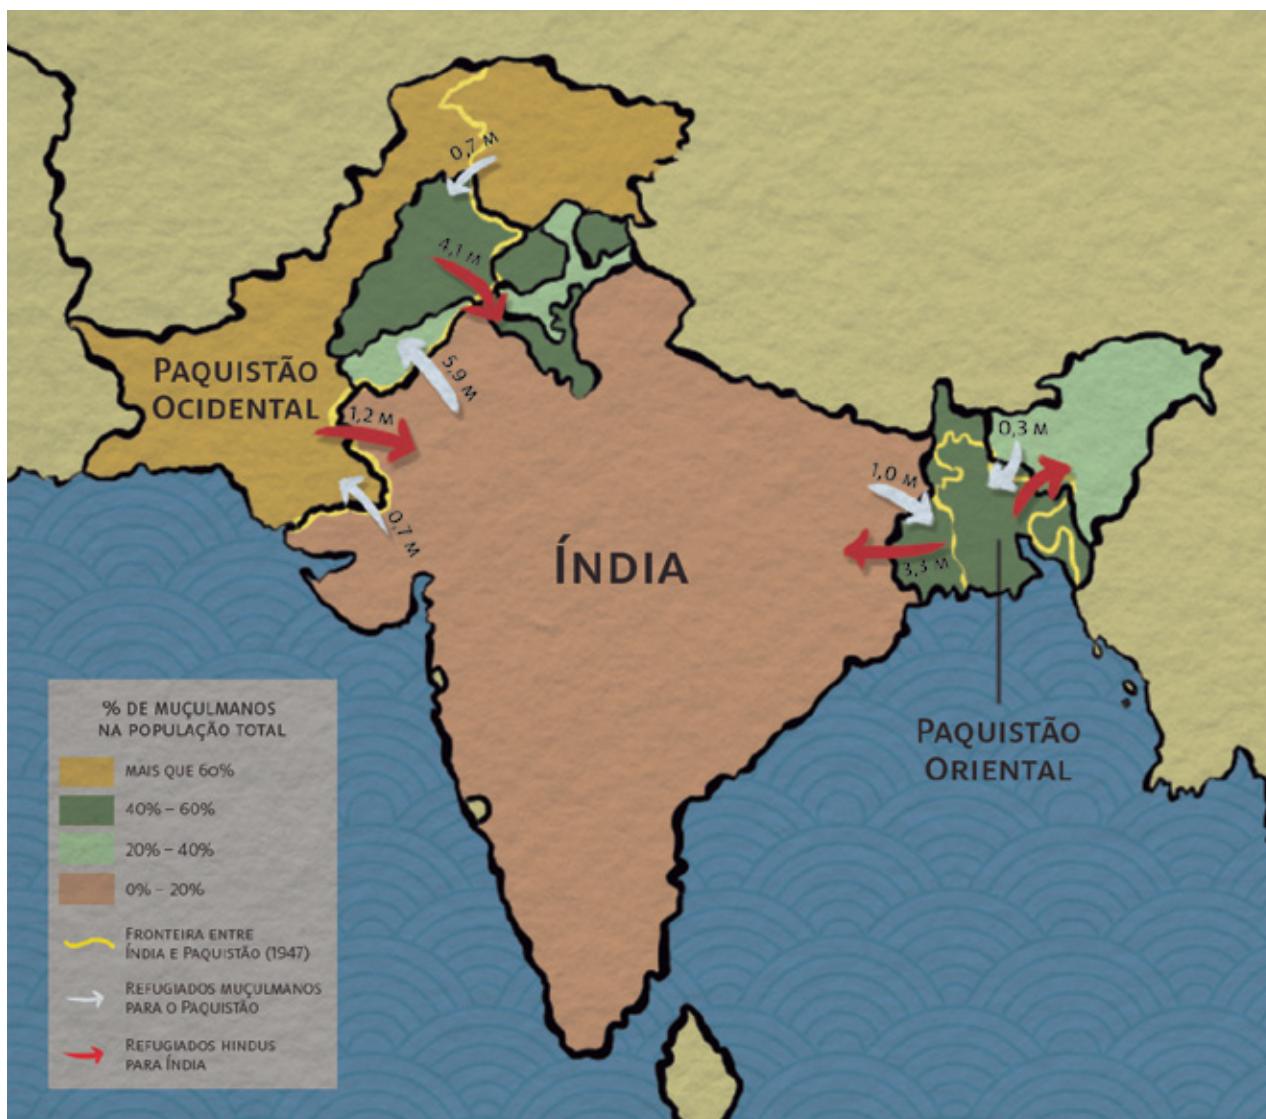 0,7 M
4,1 M
PAQUISTÃO
OCIDENTAL
5,9 M
1,2 M
0,7 M
ÍNDIA
0,3 M
1,0 M
3,3 M
PAQUISTÃO
ORIENTAL
% DE MUÇULMANOS
NA POPULAÇÃO TOTAL
MAIS QUE 60%
40% – 60%
20% – 40%
0% – 20%
FRONTEIRA ENTRE
ÍNDIA E PAQUISTÃO (1947)
REFUGIADOS MUÇULMANOS
PARA O PAQUISTÃO
REFUGIADOS HINDUS
PARA ÍNDIA